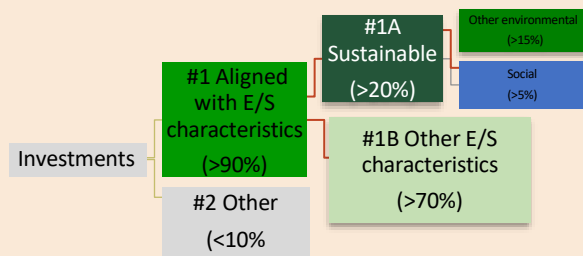 Investments
#1 Aligned
with E/S
characteristics
(>90%)
#2 Other
(<10%
#1A
Sustainable
(>20%)
#1B Other E/S
characteristics
(>70%)
Other environmental
(>15%)
Social
(>5%)